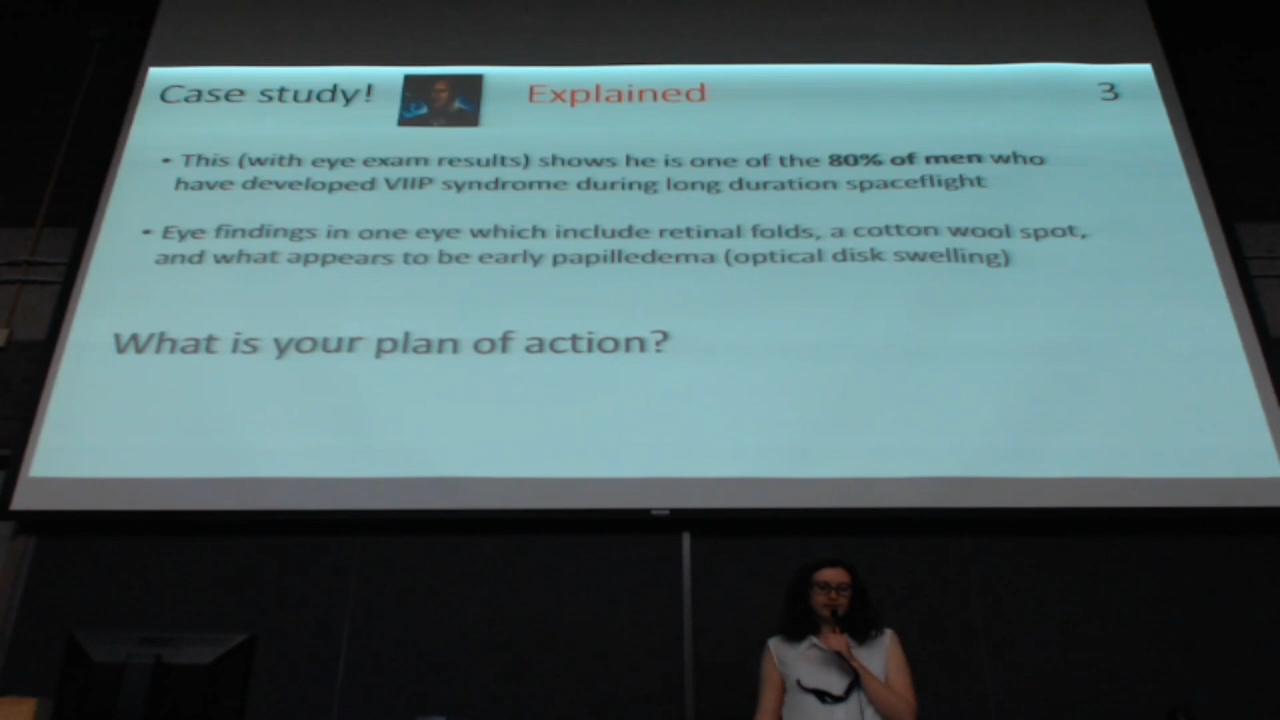 Case study! Explained 3
• This (with eye exam results) shows he is one of the 80% of men who
have developed VIIP syndrome during long duration spaceflight
• Eye findings in one eye which include retinal folds, a cotton wool spot,
and what appears to be early papilledema (optical disk swelling)
What is your plan of action?